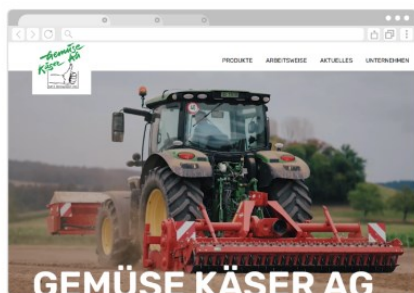 Gemüse
Käser AG
PRODUKTE ARBEITSWEISE AKTUELLES UNTERNEHMEN
GEMÜSE KÄSER AG